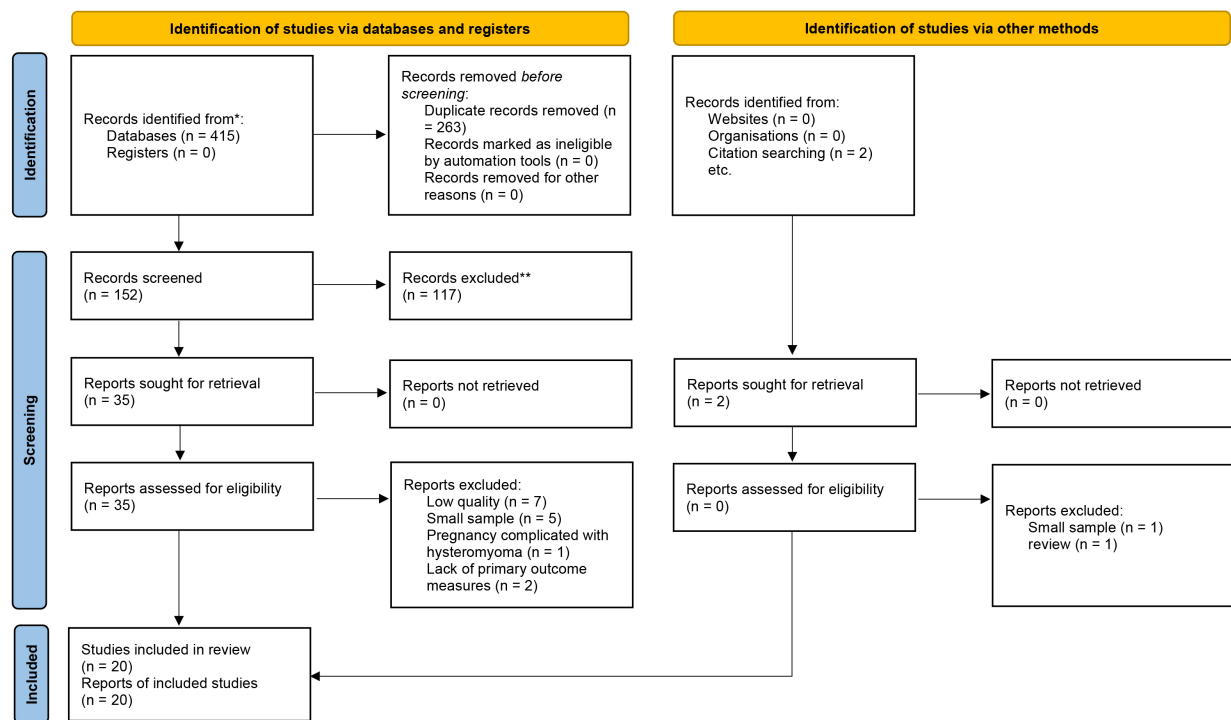 Identification of studies via databases and registers
Identification of studies via other methods
Identification
Records identified from*:
Databases (n = 415)
Registers (n = 0)
Records removed before
screening:
Duplicate records removed (n
= 263)
Records marked as ineligible
by automation tools (n = 0)
Records removed for other
reasons (n = 0)
Records identified from:
Websites (n = 0)
Organisations (n = 0)
Citation searching (n = 2)
etc.
Screening
Records screened
(n = 152)
Records excluded**
(n = 117)
Reports sought for retrieval
(n = 35)
Reports not retrieved
(n = 0)
Reports sought for retrieval
(n = 2)
Reports not retrieved
(n = 0)
Reports assessed for eligibility
(n = 35)
Reports excluded:
Low quality (n = 7)
Small sample (n = 5)
Pregnancy complicated with
hysteromyoma (n = 1)
Lack of primary outcome
measures (n = 2)
Reports assessed for eligibility
(n = 0)
Reports excluded:
Small sample (n = 1)
review (n = 1)
Included
Studies included in review
(n = 20)
Reports of included studies
(n = 20)